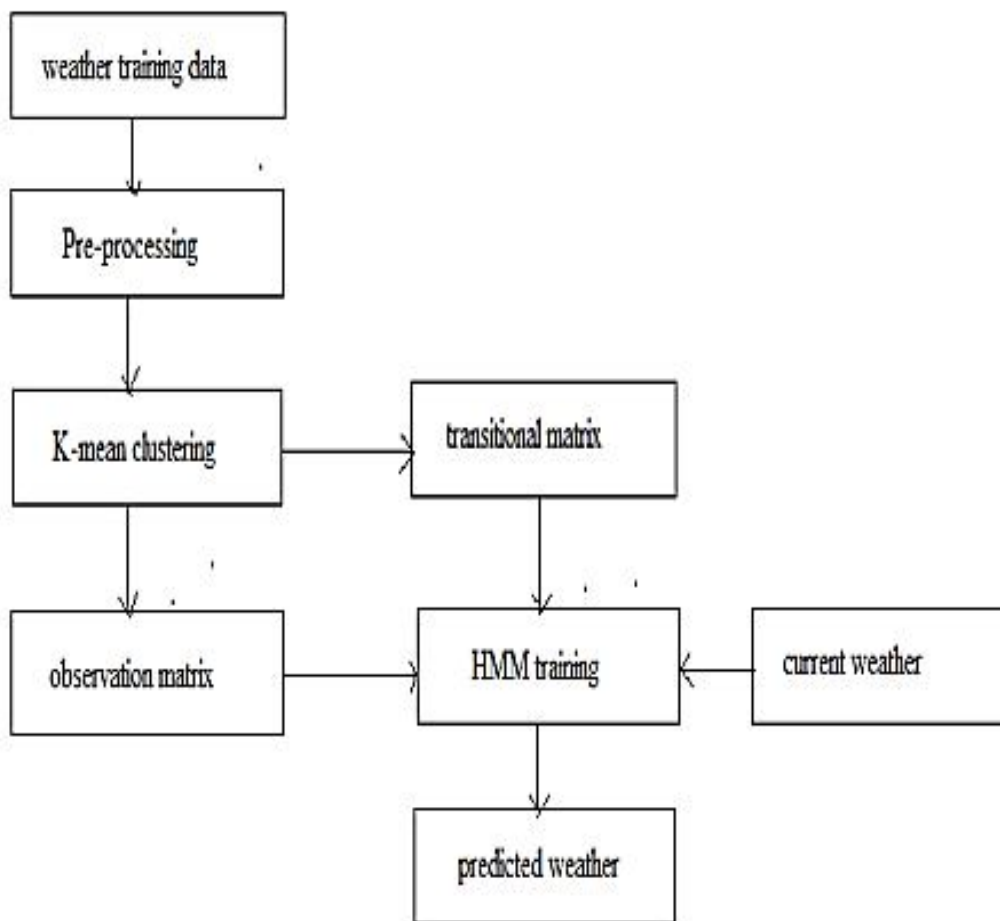 weather training data
Pre-processing
K-mean clustering
transitional matrix
observation matrix
HMM training
current weather
predicted weather